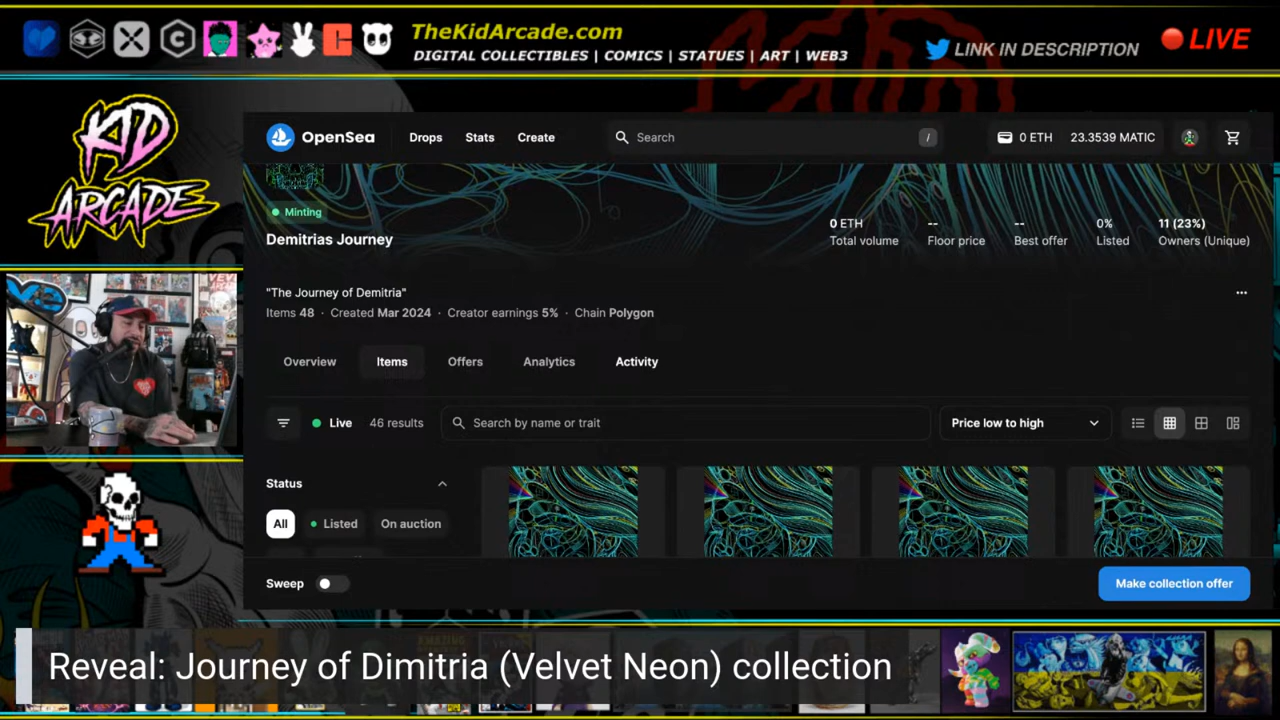 TheKidArcade.com
DIGITAL COLLECTIBLES | COMICS | STATUES | ART | WEB3
LINK IN DESCRIPTION
LIVE
KID
ARCADE
OpenSea
Drops
Stats
Create
Search
/
0 ETH
23.3539 MATIC
Minting
Demitrias Journey
0 ETH
Total volume
--
Floor price
--
Best offer
0%
Listed
11 (23%)
Owners (Unique)
"The Journey of Demitria"
Items 48 · Created Mar 2024 · Creator earnings 5% · Chain Polygon
Overview
Items
Offers
Analytics
Activity
Live
46 results
Search by name or trait
Price low to high
Status
All
Listed
On auction
Sweep
Make collection offer
Reveal: Journey of Dimitria (Velvet Neon) collection